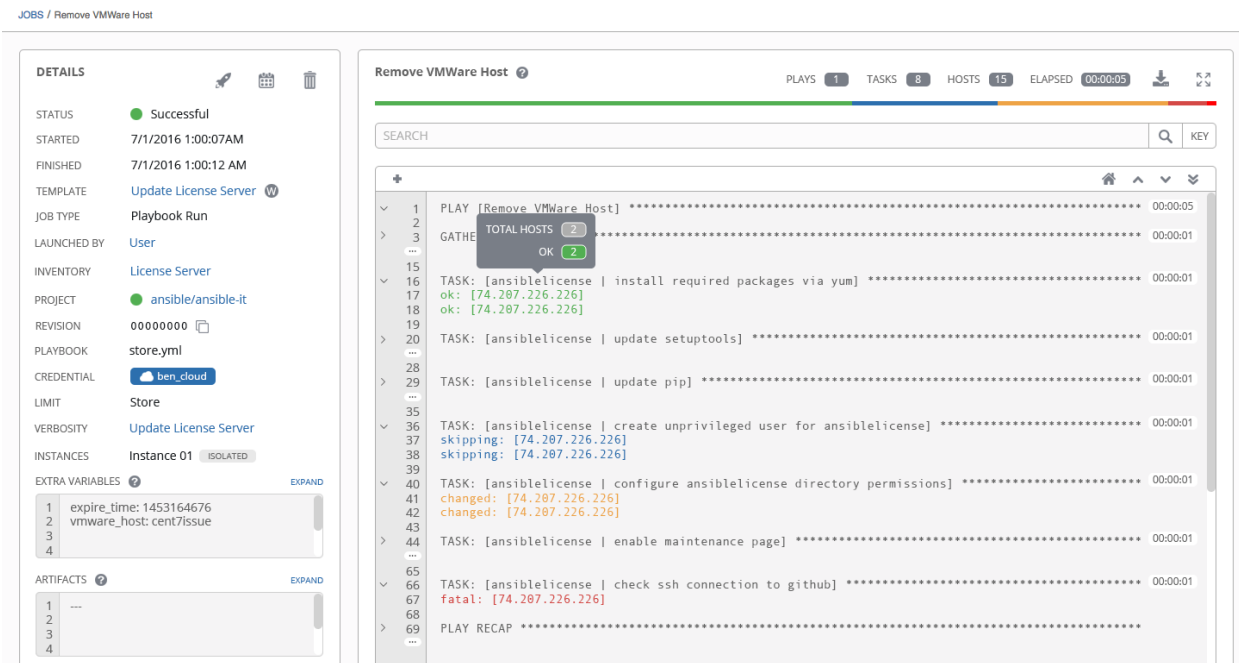 JOBS / Remove VMWare Host
DETAILS
STATUS Successful
STARTED 7/1/2016 1:00:07AM
FINISHED 7/1/2016 1:00:12 AM
TEMPLATE Update License Server W
JOB TYPE Playbook Run
LAUNCHED BY User
INVENTORY License Server
PROJECT ansible/ansible-it
REVISION 00000000
PLAYBOOK store.yml
CREDENTIAL ben_cloud
LIMIT Store
VERBOSITY Update License Server
INSTANCES Instance 01 ISOLATED
EXTRA VARIABLES ? EXPAND
1 expire_time: 1453164676
2 vmware_host: cent7issue
3
4
ARTIFACTS ? EXPAND
1 ---
2
3
4
Remove VMWare Host ? PLAYS 1 TASKS 8 HOSTS 15 ELAPSED 00:00:05
SEARCH KEY
1 PLAY [Remove VMWare Host] *********************************************************************** 00:00:05
2
TOTAL HOSTS 2
3 GATHE **************************************************************************** 00:00:01
OK 2
...
15
16 TASK: [ansiblelicense | install required packages via yum] ************************************** 00:00:01
17 ok: [74.207.226.226]
18 ok: [74.207.226.226]
19
20 TASK: [ansiblelicense | update setuptools] ****************************************************** 00:00:01
...
28
29 TASK: [ansiblelicense | update pip] ************************************************************* 00:00:01
...
35
36 TASK: [ansiblelicense | create unprivileged user for ansiblelicense] **************************** 00:00:01
37 skipping: [74.207.226.226]
38 skipping: [74.207.226.226]
39
40 TASK: [ansiblelicense | configure ansiblelicense directory permissions] ************************* 00:00:01
41 changed: [74.207.226.226]
42 changed: [74.207.226.226]
43
44 TASK: [ansiblelicense | enable maintenance page] ************************************************ 00:00:01
...
65
66 TASK: [ansiblelicense | check ssh connection to github] ***************************************** 00:00:01
67 fatal: [74.207.226.226]
68
69 PLAY RECAP **************************************************************************************
...